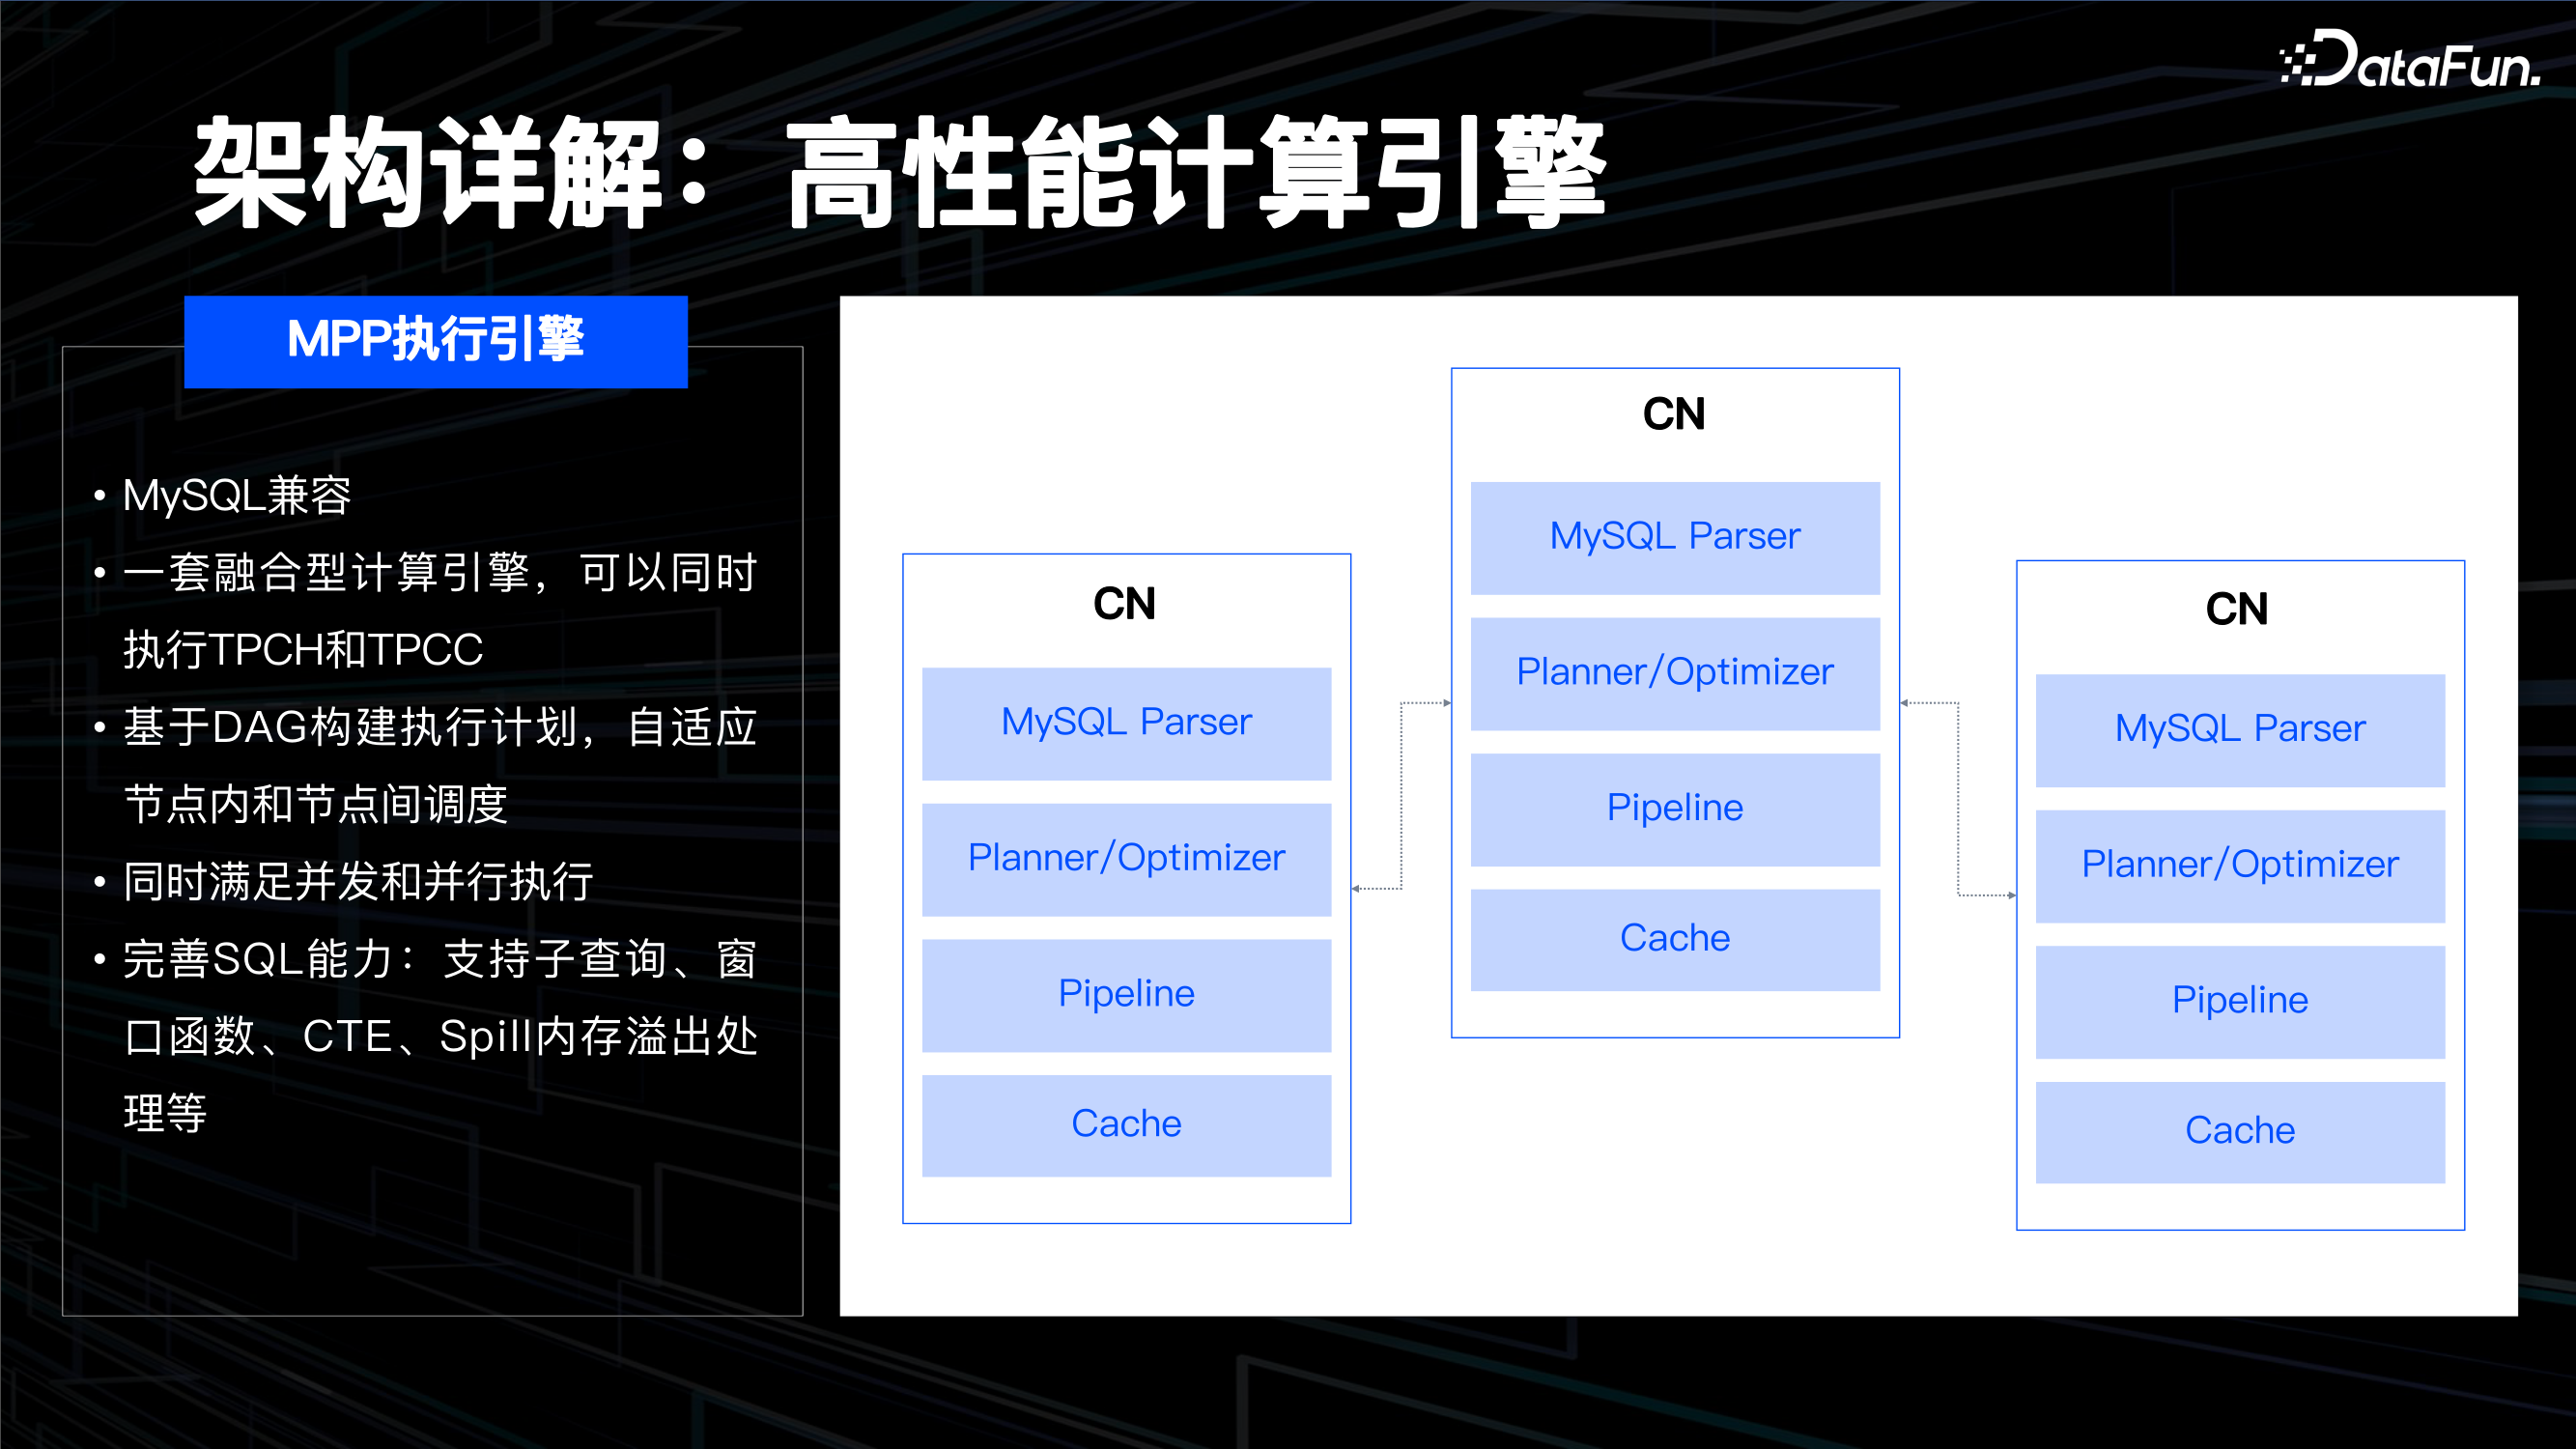 DataFun.
架构详解：高性能计算引擎
MPP执行引擎
• MySQL兼容
• 一套融合型计算引擎，可以同时
执行TPCH和TPCC
• 基于DAG构建执行计划，自适应
节点内和节点间调度
• 同时满足并发和并行执行
• 完善SQL能力：支持子查询、窗
口函数、CTE、Spill内存溢出处
理等
CN
MySQL Parser
Planner/Optimizer
Pipeline
Cache
CN
MySQL Parser
Planner/Optimizer
Pipeline
Cache
CN
MySQL Parser
Planner/Optimizer
Pipeline
Cache